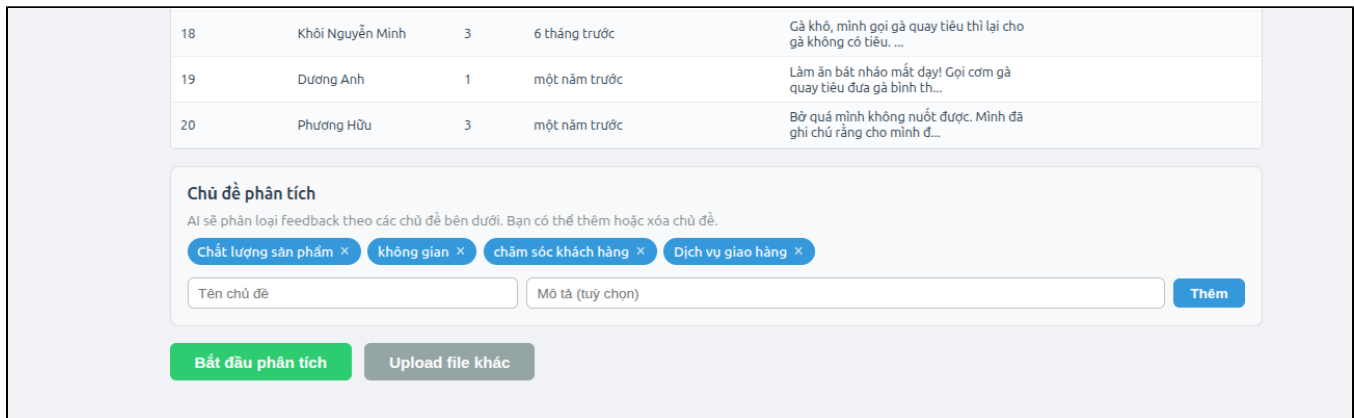 18 Khôi Nguyễn Minh 3 6 tháng trước Gà khô, mình gọi gà quay tiêu thì lại cho
gà không có tiêu. ...
19 Dương Anh 1 một năm trước Làm ăn bát nháo mất dạy! Gọi cơm gà
quay tiêu đưa gà bình th...
20 Phương Hữu 3 một năm trước Bở quá mình không nuốt được. Mình đã
ghi chú rằng cho mình đ...
Chủ đề phân tích
AI sẽ phân loại feedback theo các chủ đề bên dưới. Bạn có thể thêm hoặc xóa chủ đề.
Chất lượng sản phẩm × không gian × chăm sóc khách hàng × Dịch vụ giao hàng ×
Tên chủ đề Mô tả (tuỳ chọn) Thêm
Bắt đầu phân tích Upload file khác